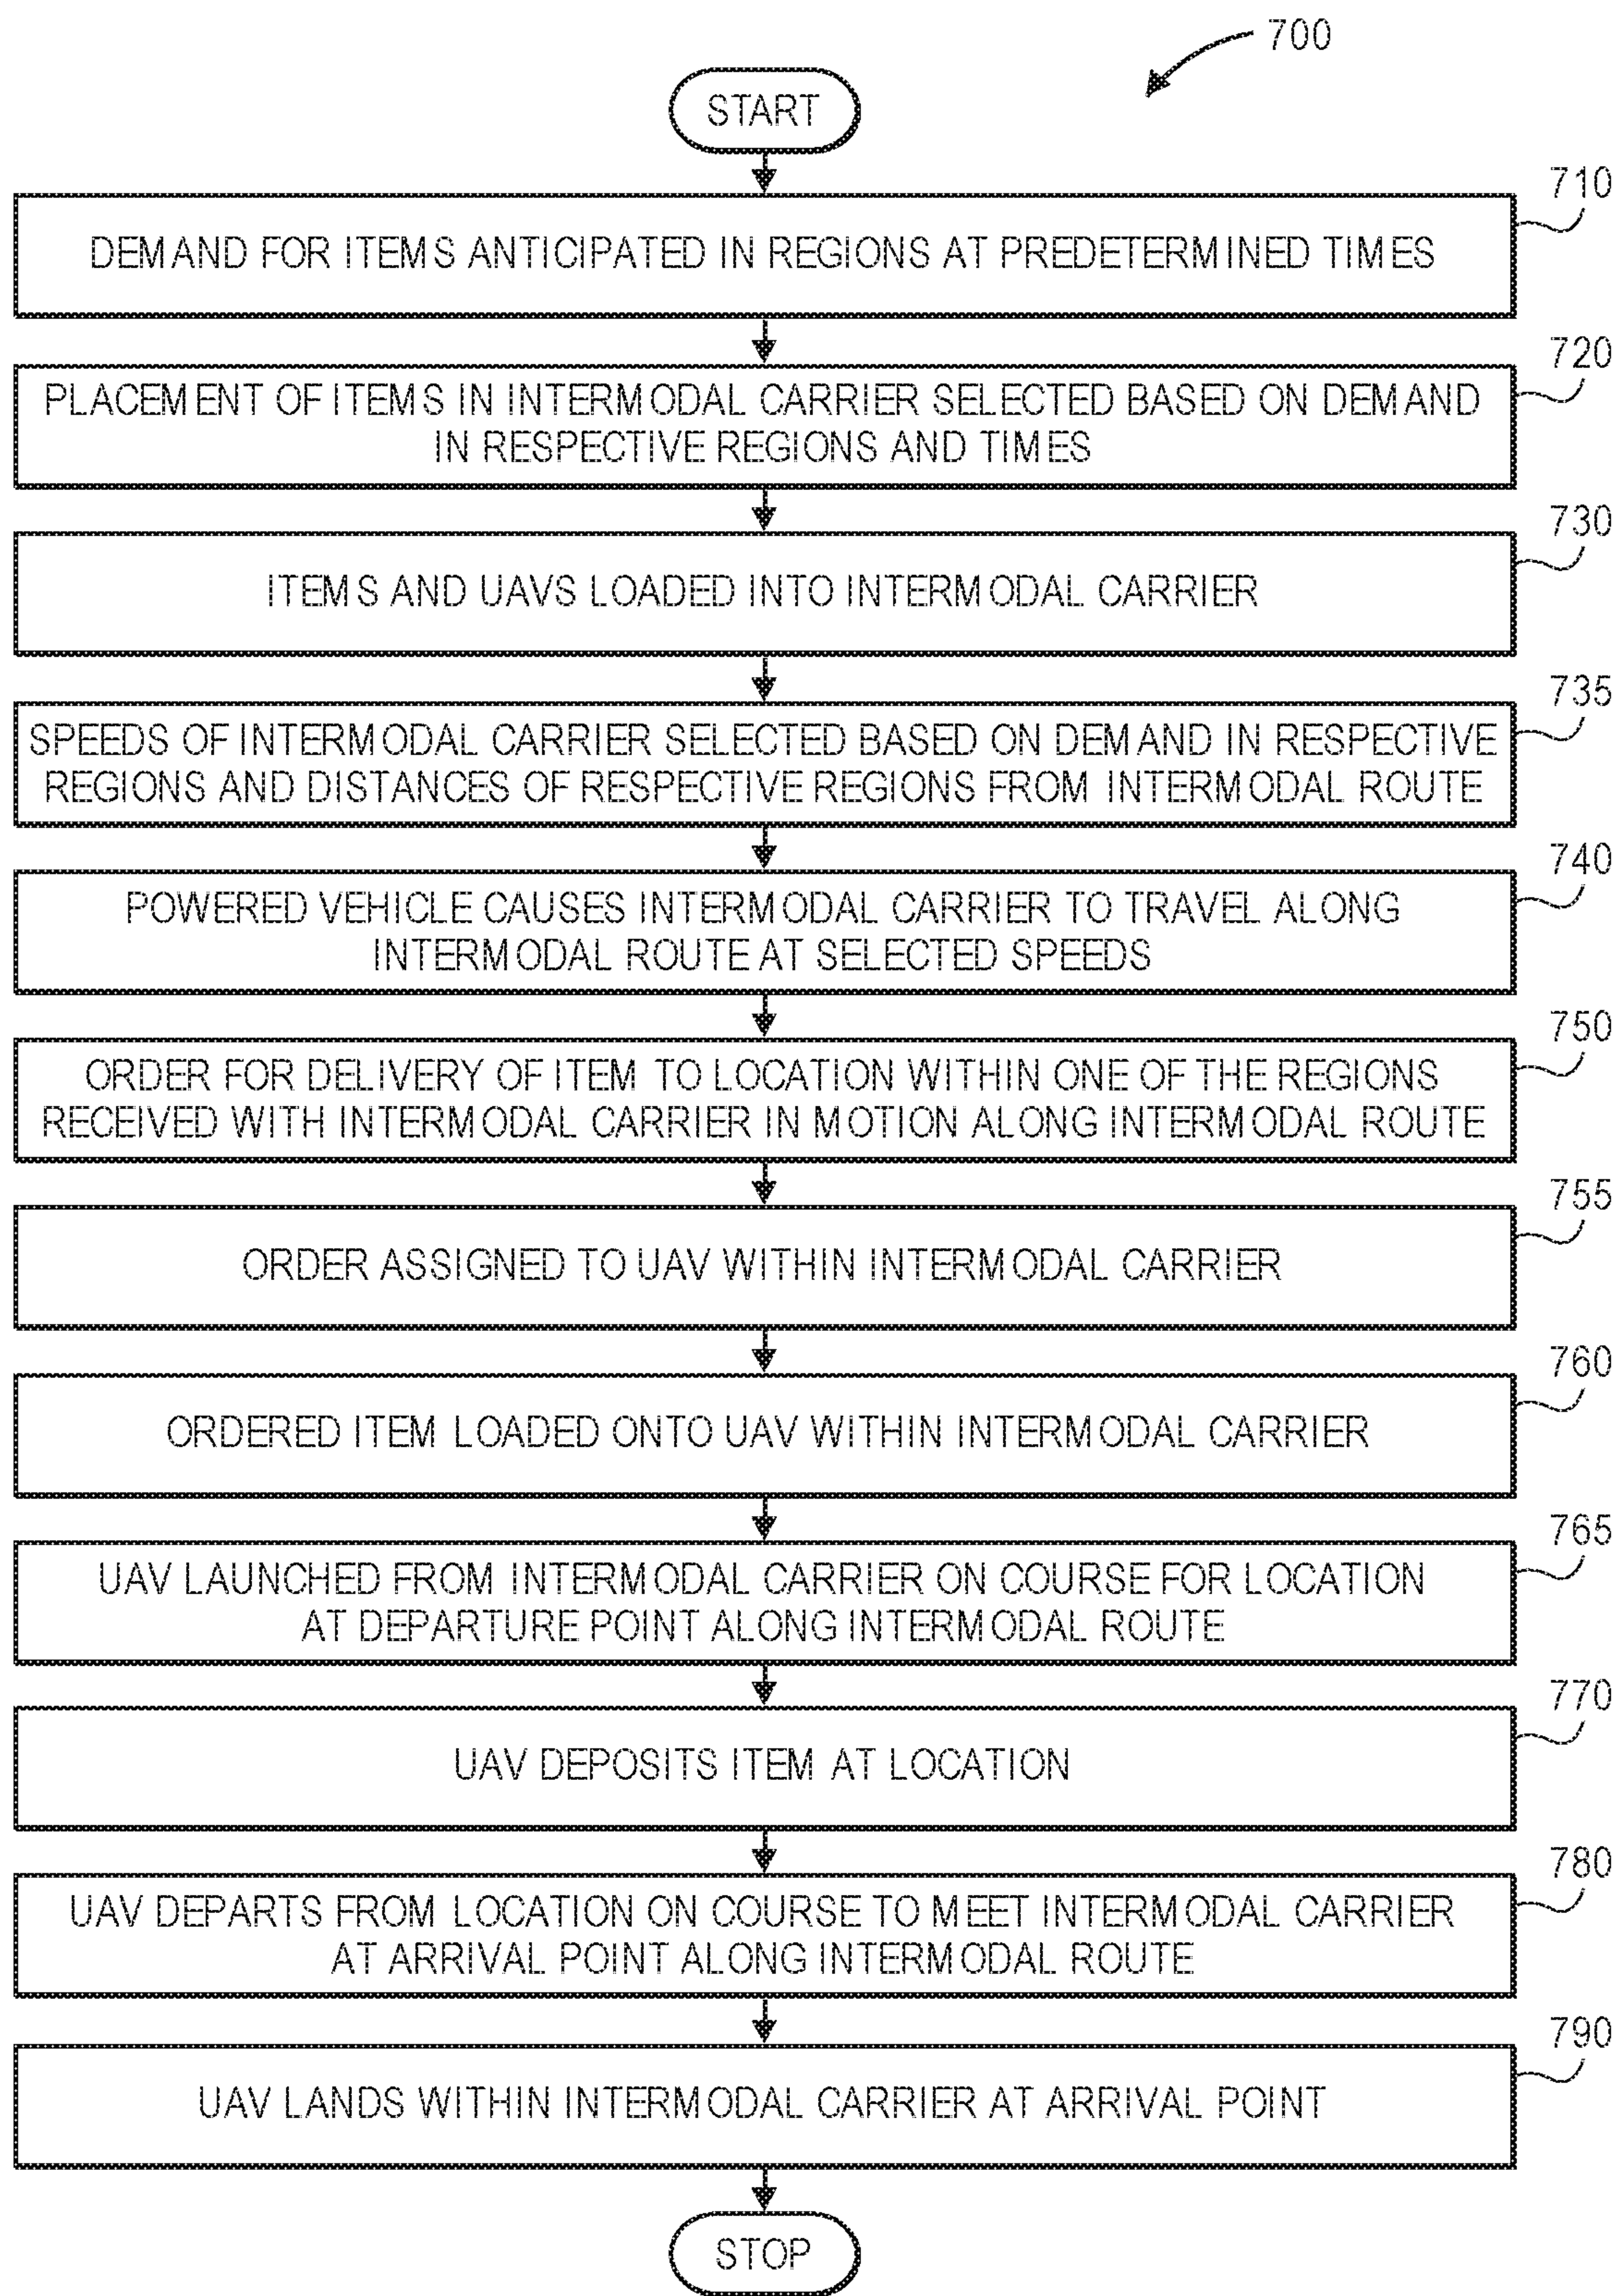 700
START
710
DEMAND FOR ITEMS ANTICIPATED IN REGIONS AT PREDETERMINED TIMES
720
PLACEMENT OF ITEMS IN INTERMODAL CARRIER SELECTED BASED ON DEMAND
IN RESPECTIVE REGIONS AND TIMES
730
ITEMS AND UAVS LOADED INTO INTERMODAL CARRIER
735
SPEEDS OF INTERMODAL CARRIER SELECTED BASED ON DEMAND IN RESPECTIVE
REGIONS AND DISTANCES OF RESPECTIVE REGIONS FROM INTERMODAL ROUTE
740
POWERED VEHICLE CAUSES INTERMODAL CARRIER TO TRAVEL ALONG
INTERMODAL ROUTE AT SELECTED SPEEDS
750
ORDER FOR DELIVERY OF ITEM TO LOCATION WITHIN ONE OF THE REGIONS
RECEIVED WITH INTERMODAL CARRIER IN MOTION ALONG INTERMODAL ROUTE
755
ORDER ASSIGNED TO UAV WITHIN INTERMODAL CARRIER
760
ORDERED ITEM LOADED ONTO UAV WITHIN INTERMODAL CARRIER
765
UAV LAUNCHED FROM INTERMODAL CARRIER ON COURSE FOR LOCATION
AT DEPARTURE POINT ALONG INTERMODAL ROUTE
770
UAV DEPOSITS ITEM AT LOCATION
780
UAV DEPARTS FROM LOCATION ON COURSE TO MEET INTERMODAL CARRIER
AT ARRIVAL POINT ALONG INTERMODAL ROUTE
790
UAV LANDS WITHIN INTERMODAL CARRIER AT ARRIVAL POINT
STOP